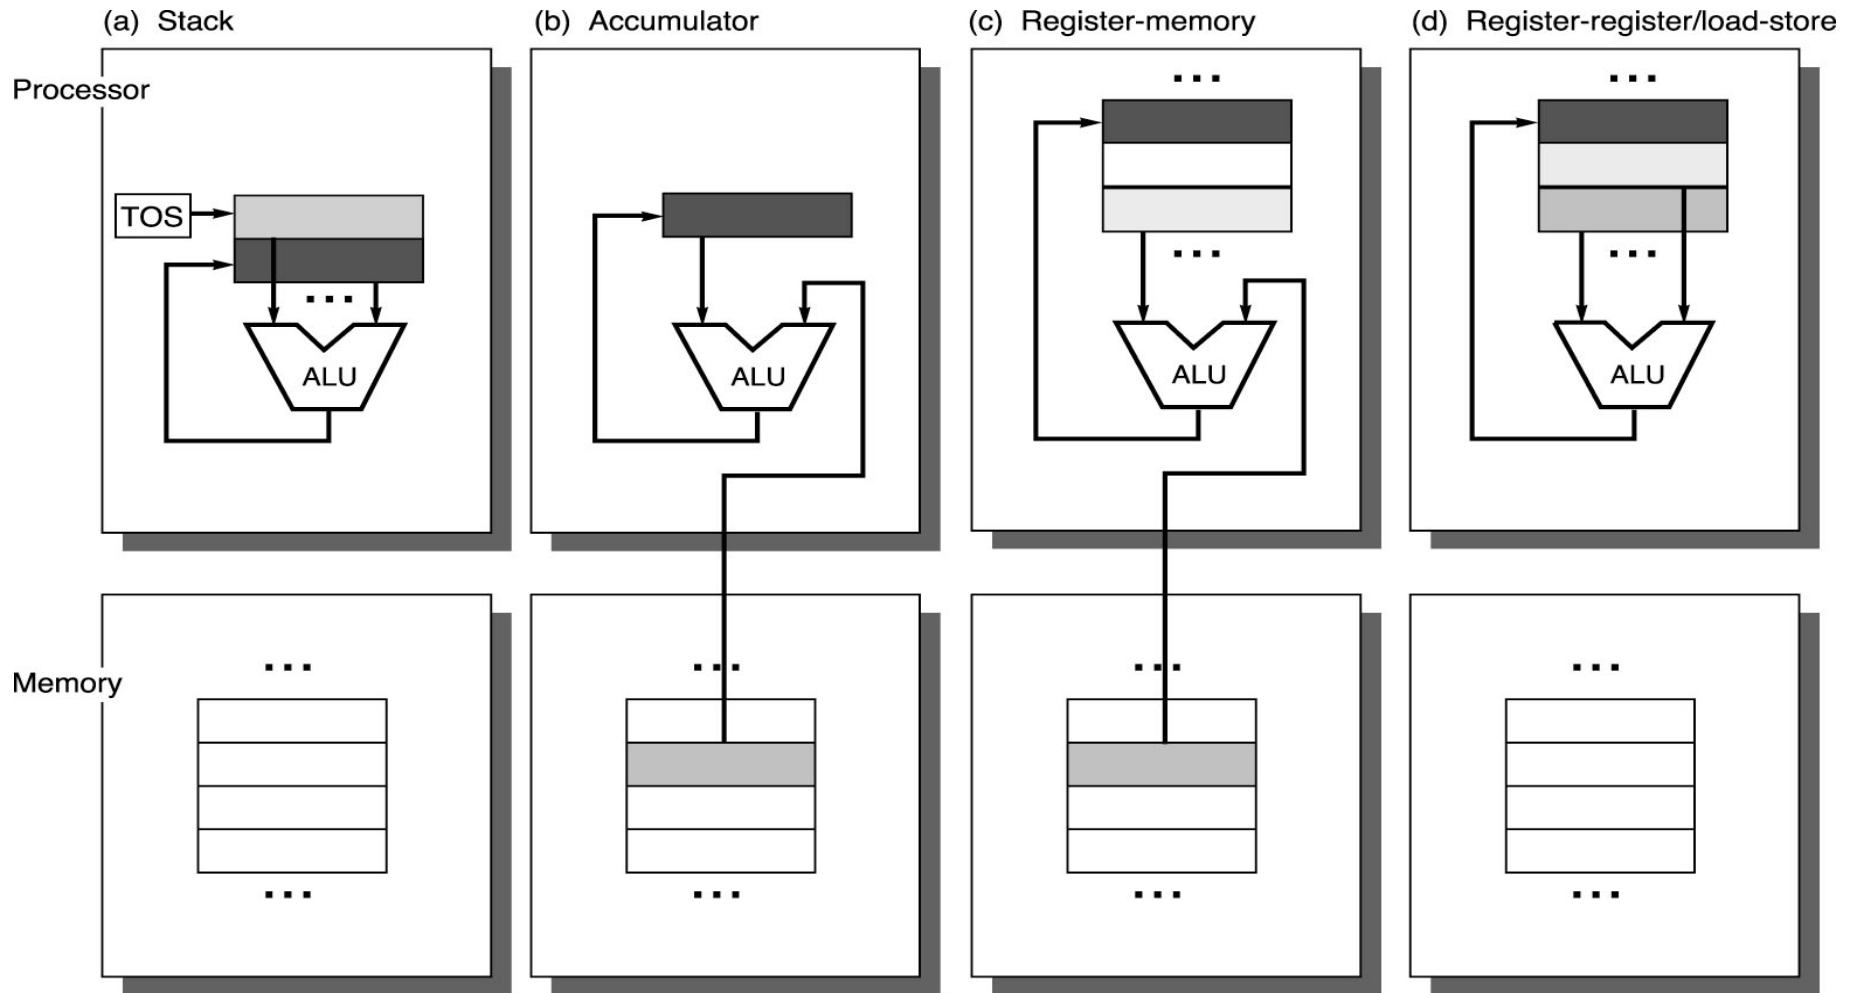 (a) Stack
(b) Accumulator
(c) Register-memory
(d) Register-register/load-store
Processor
...
...
TOS
...
...
...
ALU
ALU
ALU
ALU
Memory
...
...
...
...
...
...
...
...